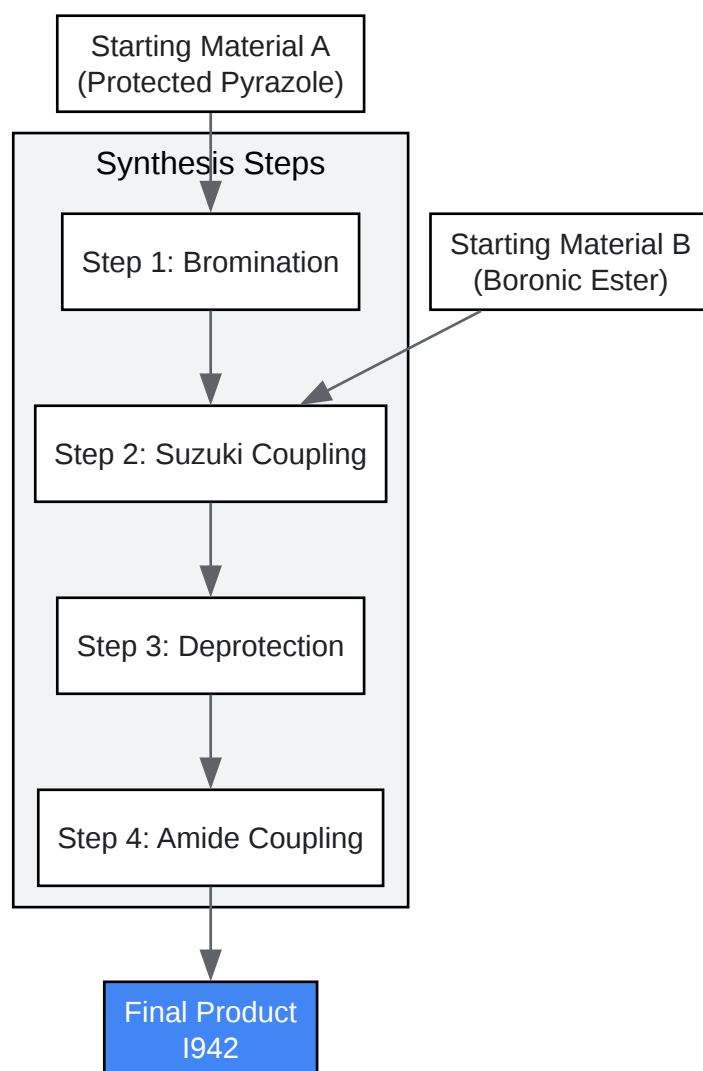 Starting Material A
(Protected Pyrazole)
Synthesis Steps
Step 1: Bromination
Starting Material B
(Boronic Ester)
Step 2: Suzuki Coupling
Step 3: Deprotection
Step 4: Amide Coupling
Final Product
I942